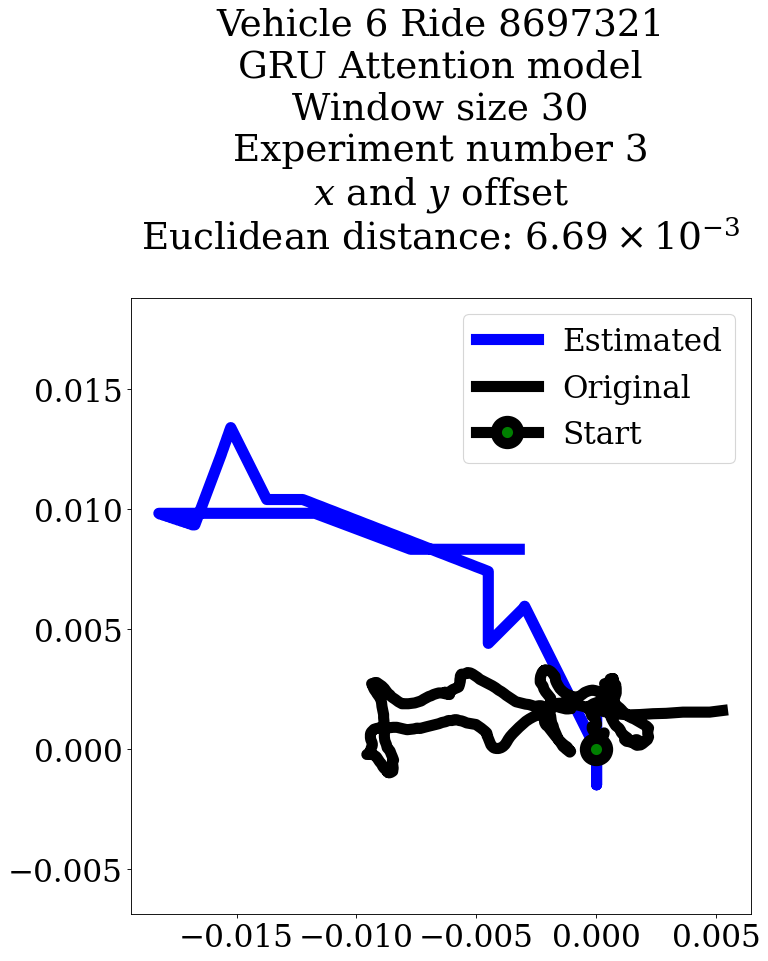 Vehicle 6 Ride 8697321
GRU Attention model
Window size 30
Experiment number 3
x and y offset
Euclidean distance: 6.69 × 10⁻³
Estimated
Original
Start
0.015
0.010
0.005
0.000
−0.005
−0.015 −0.010 −0.005 0.000 0.005